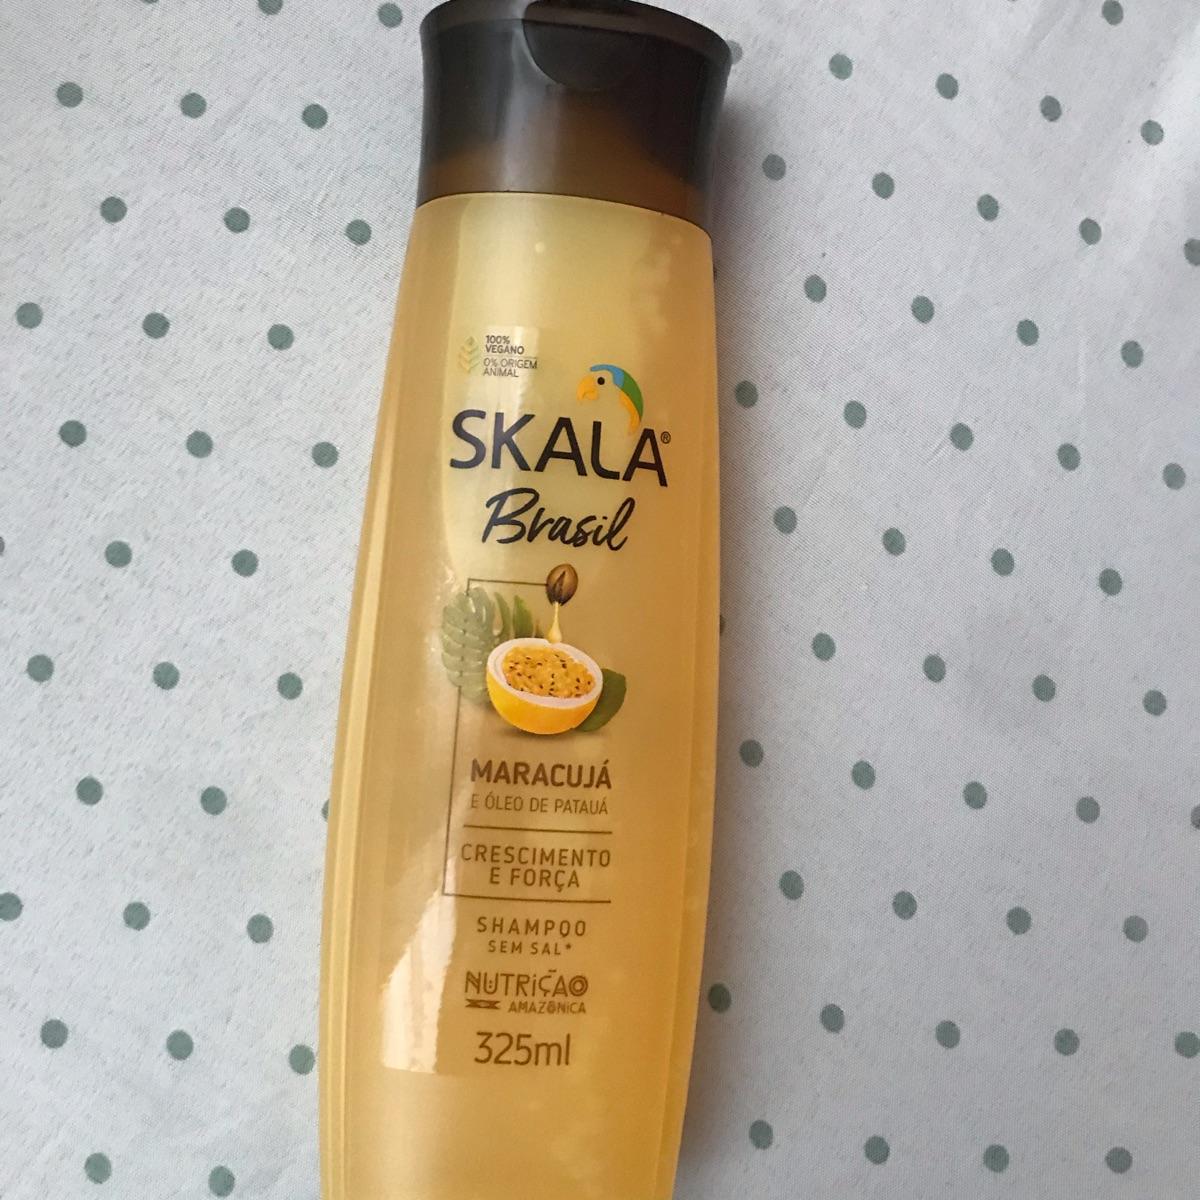 100%
VEGANO
0% ORIGEM
ANIMAL
SKALA®
Brasil
MARACUJÁ
E ÓLEO DE PATAUÁ
CRESCIMENTO
E FORÇA
SHAMPOO
SEM SAL*
NUTRiÇÃO
AMAZÔNiCA
325ml